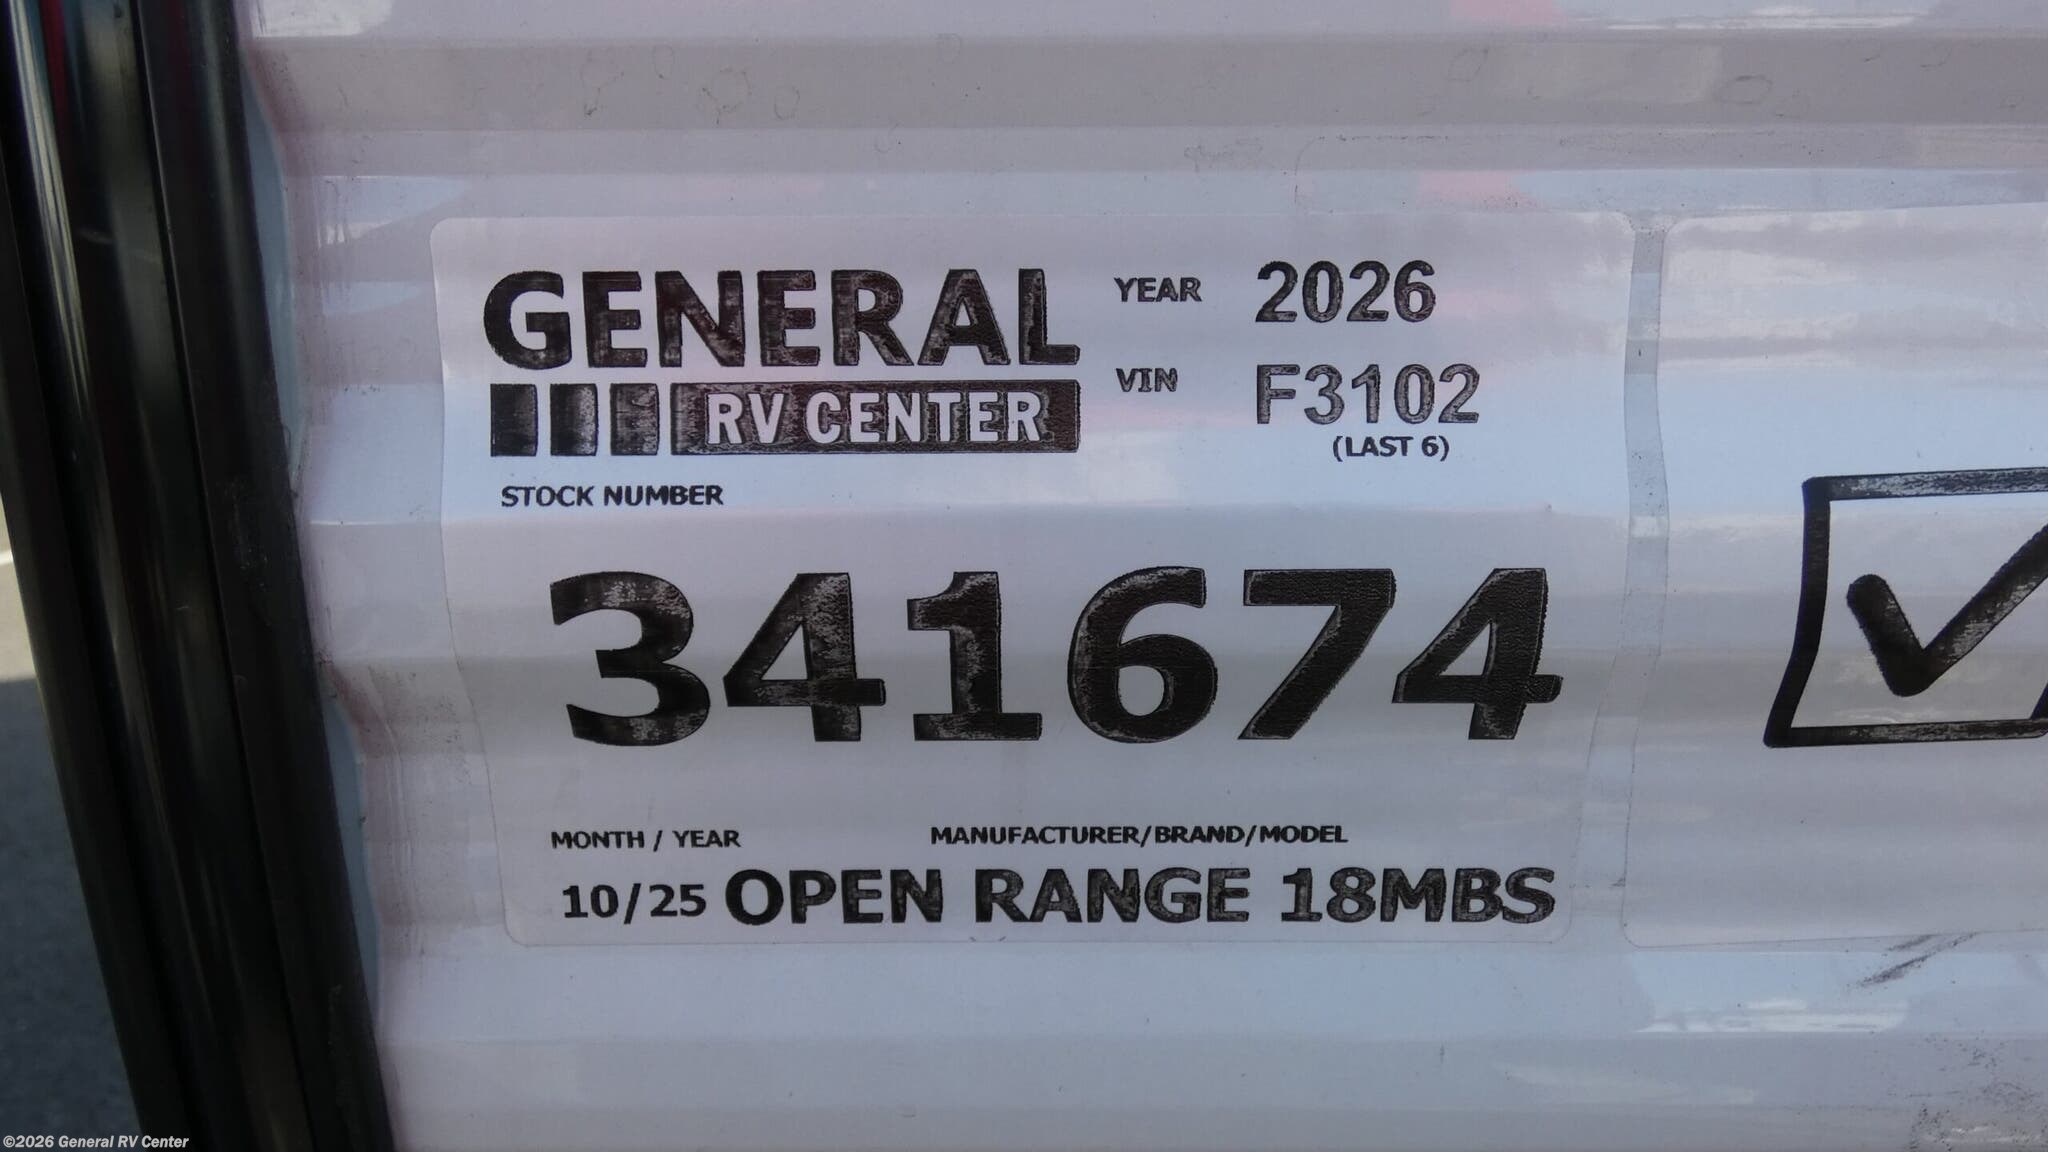 GENERAL
RV CENTER
YEAR 2026
VIN F3102
(LAST 6)
STOCK NUMBER
341674
MONTH / YEAR MANUFACTURER/BRAND/MODEL
10/25 OPEN RANGE 18MBS
©2026 General RV Center